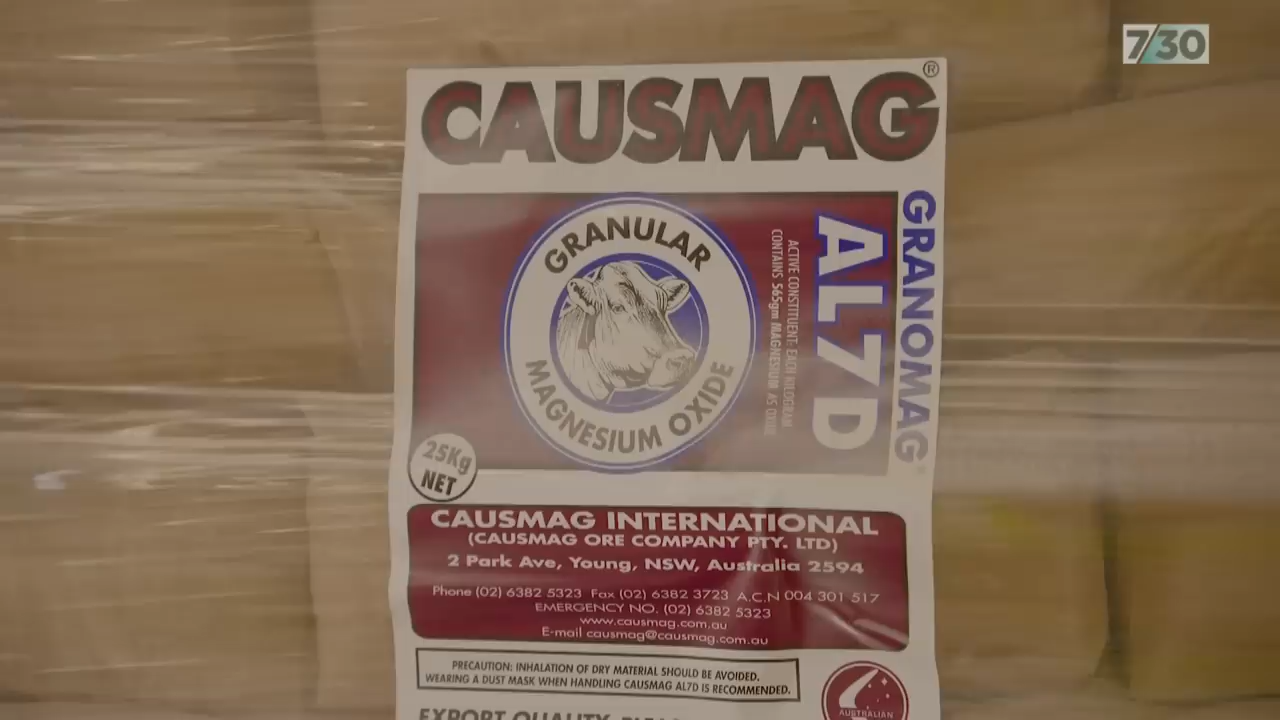 7/30
CAUSMAG®
GRANULAR
MAGNESIUM OXIDE
ACTIVE CONSTITUENT: EACH KILOGRAM
CONTAINS 565gm MAGNESIUM AS OXIDE
AL7D
GRANOMAG
25Kg
NET
CAUSMAG INTERNATIONAL
(CAUSMAG ORE COMPANY PTY. LTD)
2 Park Ave, Young, NSW, Australia 2594
Phone (02) 6382 5323 Fax (02) 6382 3723 A.C.N 004 301 517
EMERGENCY NO. (02) 6382 5323
www.causmag.com.au
E-mail causmag@causmag.com.au
PRECAUTION: INHALATION OF DRY MATERIAL SHOULD BE AVOIDED.
WEARING A DUST MASK WHEN HANDLING CAUSMAG AL7D IS RECOMMENDED.
AUSTRALIAN
EXPORT QUALITY